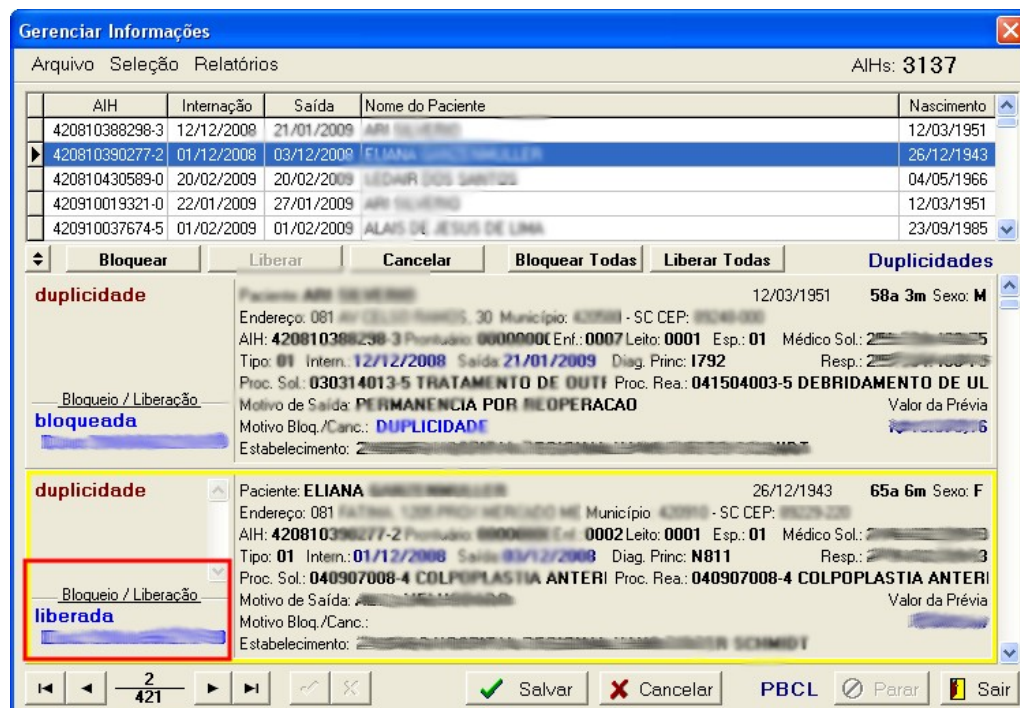 Gerenciar Informações
Arquivo Seleção Relatórios AIHs: 3137
AIH Internação Saída Nome do Paciente Nascimento
420810388298-3 12/12/2008 21/01/2009 ARI 12/03/1951
420810390277-2 01/12/2008 03/12/2008 ELIANA 26/12/1943
420810430589-0 20/02/2009 20/02/2009 LEDAIR DOS SANTOS 04/05/1966
420910019321-0 22/01/2009 27/01/2009 ARI 12/03/1951
420910037674-5 01/02/2009 01/02/2009 ALAIS DE JESUS DE LIMA 23/09/1985
Bloquear Liberar Cancelar Bloquear Todas Liberar Todas Duplicidades
duplicidade
Paciente: ARI 12/03/1951 58a 3m Sexo: M
Endereço: 081 30 Município: - SC CEP:
AIH: 420810388298-3 Prontuário: Enf.: 0007 Leito: 0001 Esp.: 01 Médico Sol.:
Tipo: 01 Intern.: 12/12/2008 Saída: 21/01/2009 Diag. Princ: I792 Resp.:
Proc. Sol.: 030314013-5 TRATAMENTO DE OUTI Proc. Rea.: 041504003-5 DEBRIDAMENTO DE UL
Bloqueio / Liberação
bloqueada
Motivo de Saída: PERMANENCIA POR REOPERACAO Valor da Prévia
Motivo Bloq./Canc.: DUPLICIDADE
Estabelecimento:
duplicidade
Paciente: ELIANA 26/12/1943 65a 6m Sexo: F
Endereço: 081 Município - SC CEP:
AIH: 420810390277-2 0002 Leito: 0001 Esp.: 01 Médico Sol.:
Tipo: 01 Intern.: 01/12/2008 Saída: 03/12/2008 Diag. Princ: N811 Resp.:
Proc. Sol.: 040907008-4 COLPOPLASTIA ANTERI Proc. Rea.: 040907008-4 COLPOPLASTIA ANTERI
Bloqueio / Liberação
liberada
Motivo de Saída: Valor da Prévia
Motivo Bloq./Canc.:
Estabelecimento: SCHMIDT
2
421
Salvar Cancelar PBCL Parar Sair